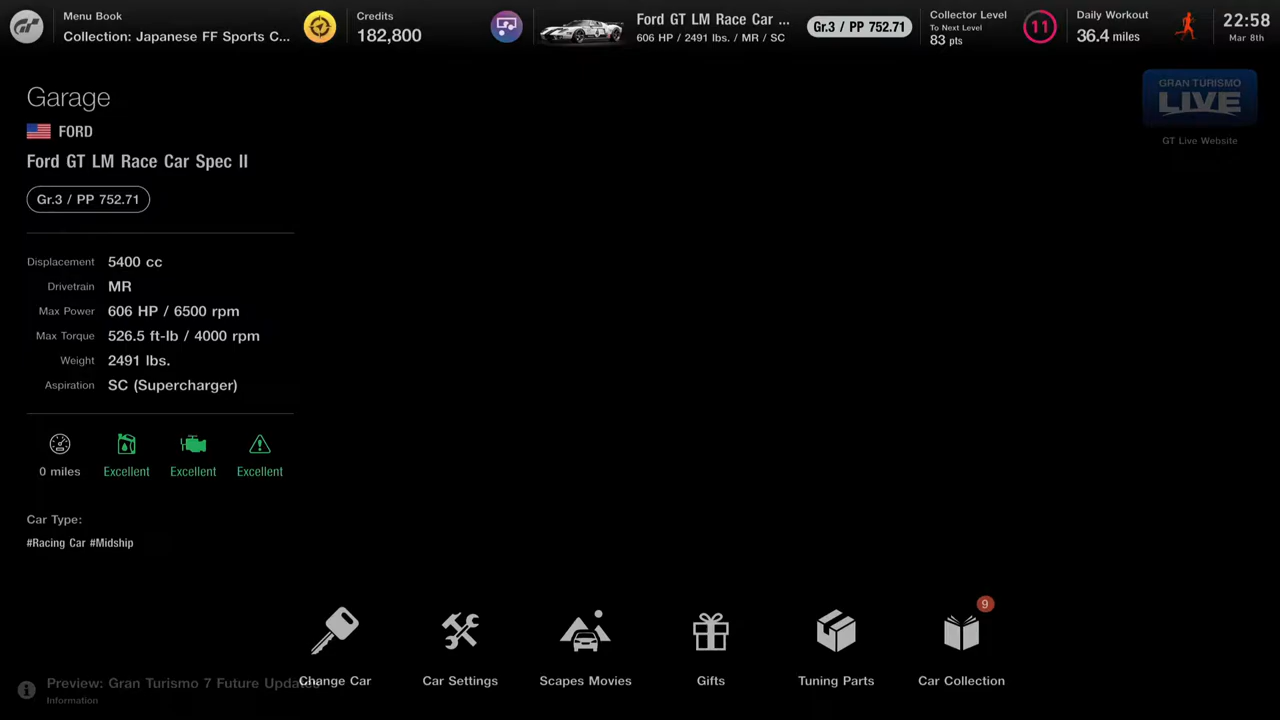 Menu Book
Collection: Japanese FF Sports C...
Credits
182,800
Ford GT LM Race Car ...
606 HP / 2491 lbs. / MR / SC
Gr.3 / PP 752.71
Collector Level
To Next Level
83 pts
11
Daily Workout
36.4 miles
22:58
Mar 8th
GRAN TURISMO
LIVE
GT Live Website
Garage
FORD
Ford GT LM Race Car Spec II
Gr.3 / PP 752.71
Displacement 5400 cc
Drivetrain MR
Max Power 606 HP / 6500 rpm
Max Torque 526.5 ft-lb / 4000 rpm
Weight 2491 lbs.
Aspiration SC (Supercharger)
0 miles Excellent Excellent Excellent
Car Type:
#Racing Car #Midship
9
Change Car Car Settings Scapes Movies Gifts Tuning Parts Car Collection
Preview: Gran Turismo 7 Future Updates
Information